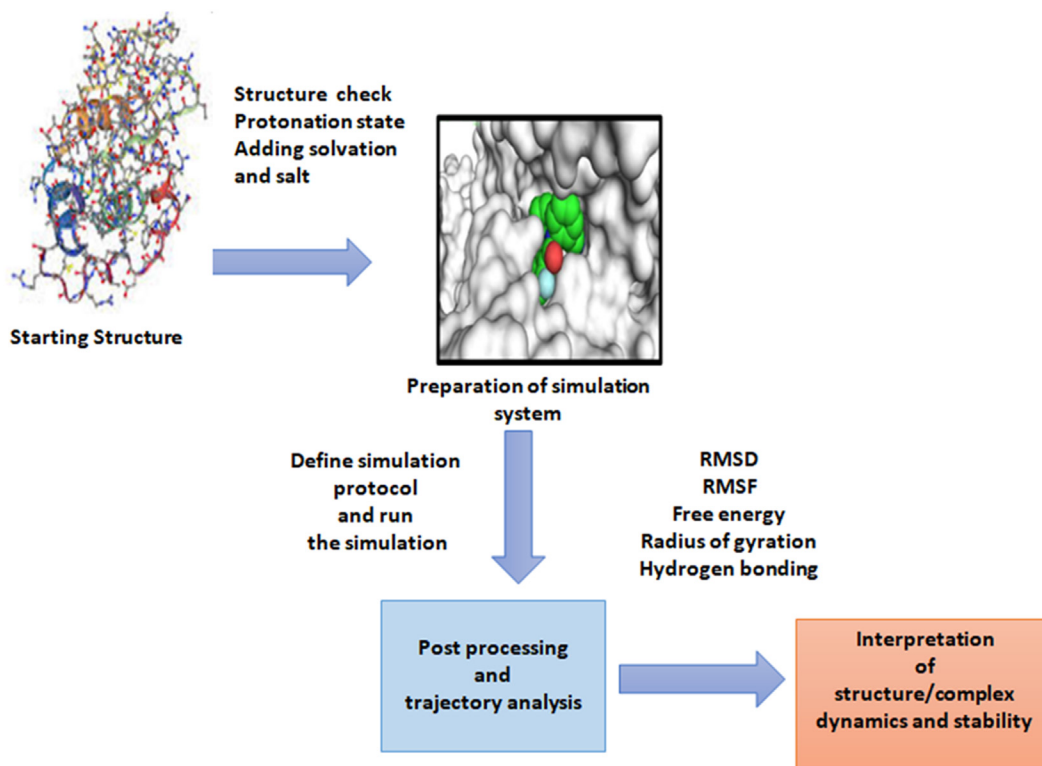 Structure check
Protonation state
Adding solvation
and salt
Starting Structure
Preparation of simulation
system
Define simulation
protocol
and run
the simulation
RMSD
RMSF
Free energy
Radius of gyration
Hydrogen bonding
Post processing
and
trajectory analysis
Interpretation
of
structure/complex
dynamics and stability